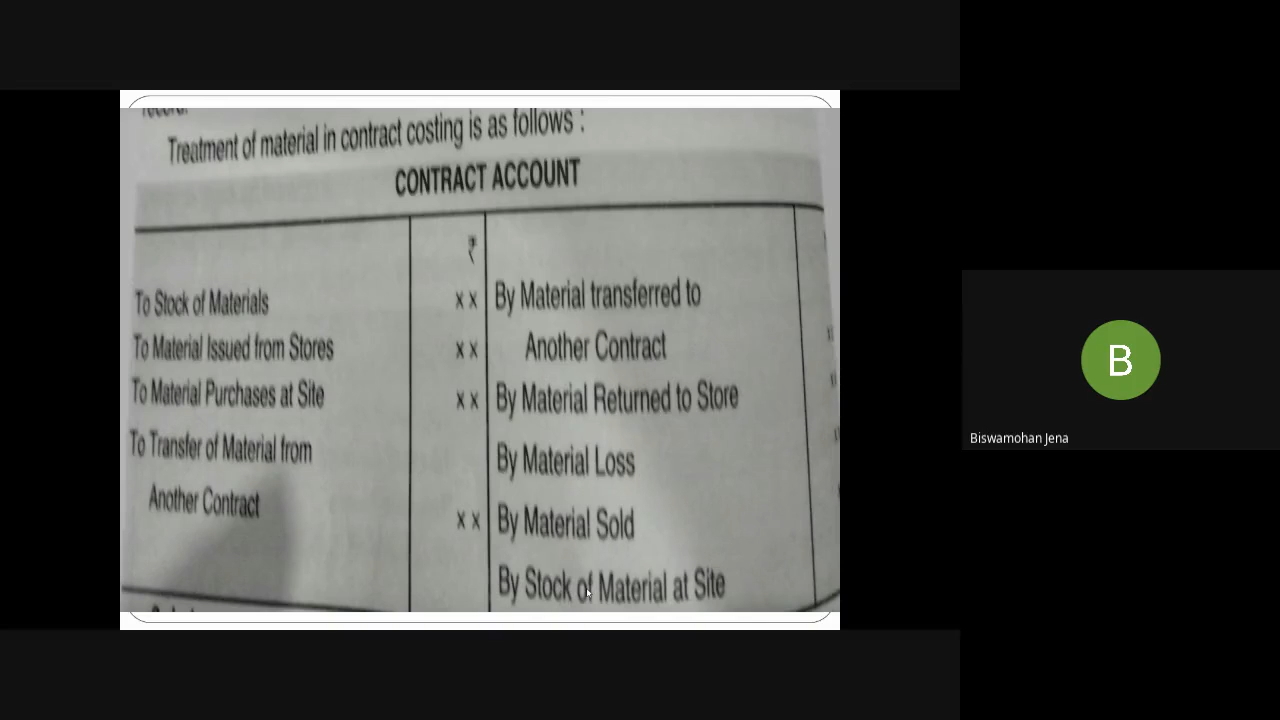 Treatment of material in contract costing is as follows :
CONTRACT ACCOUNT
₹
To Stock of Materials x x By Material transferred to
To Material Issued from Stores x x Another Contract
To Material Purchases at Site x x By Material Returned to Store
To Transfer of Material from By Material Loss
Another Contract x x By Material Sold
By Stock of Material at Site
B
Biswamohan Jena